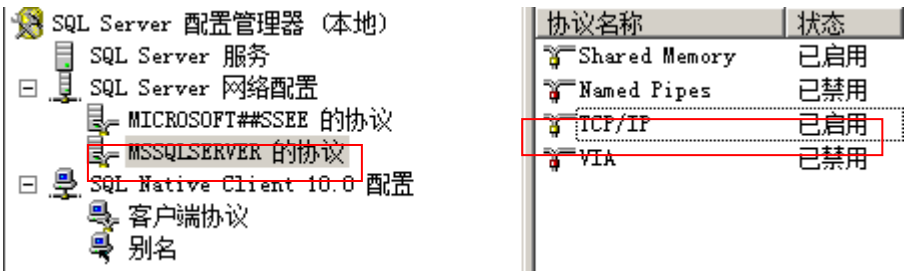 SQL Server 配置管理器 (本地)
SQL Server 服务
SQL Server 网络配置
MICROSOFT##SSEE 的协议
MSSQLSERVER 的协议
SQL Native Client 10.0 配置
客户端协议
别名
协议名称 状态
Shared Memory 已启用
Named Pipes 已禁用
TCP/IP 已启用
VIA 已禁用